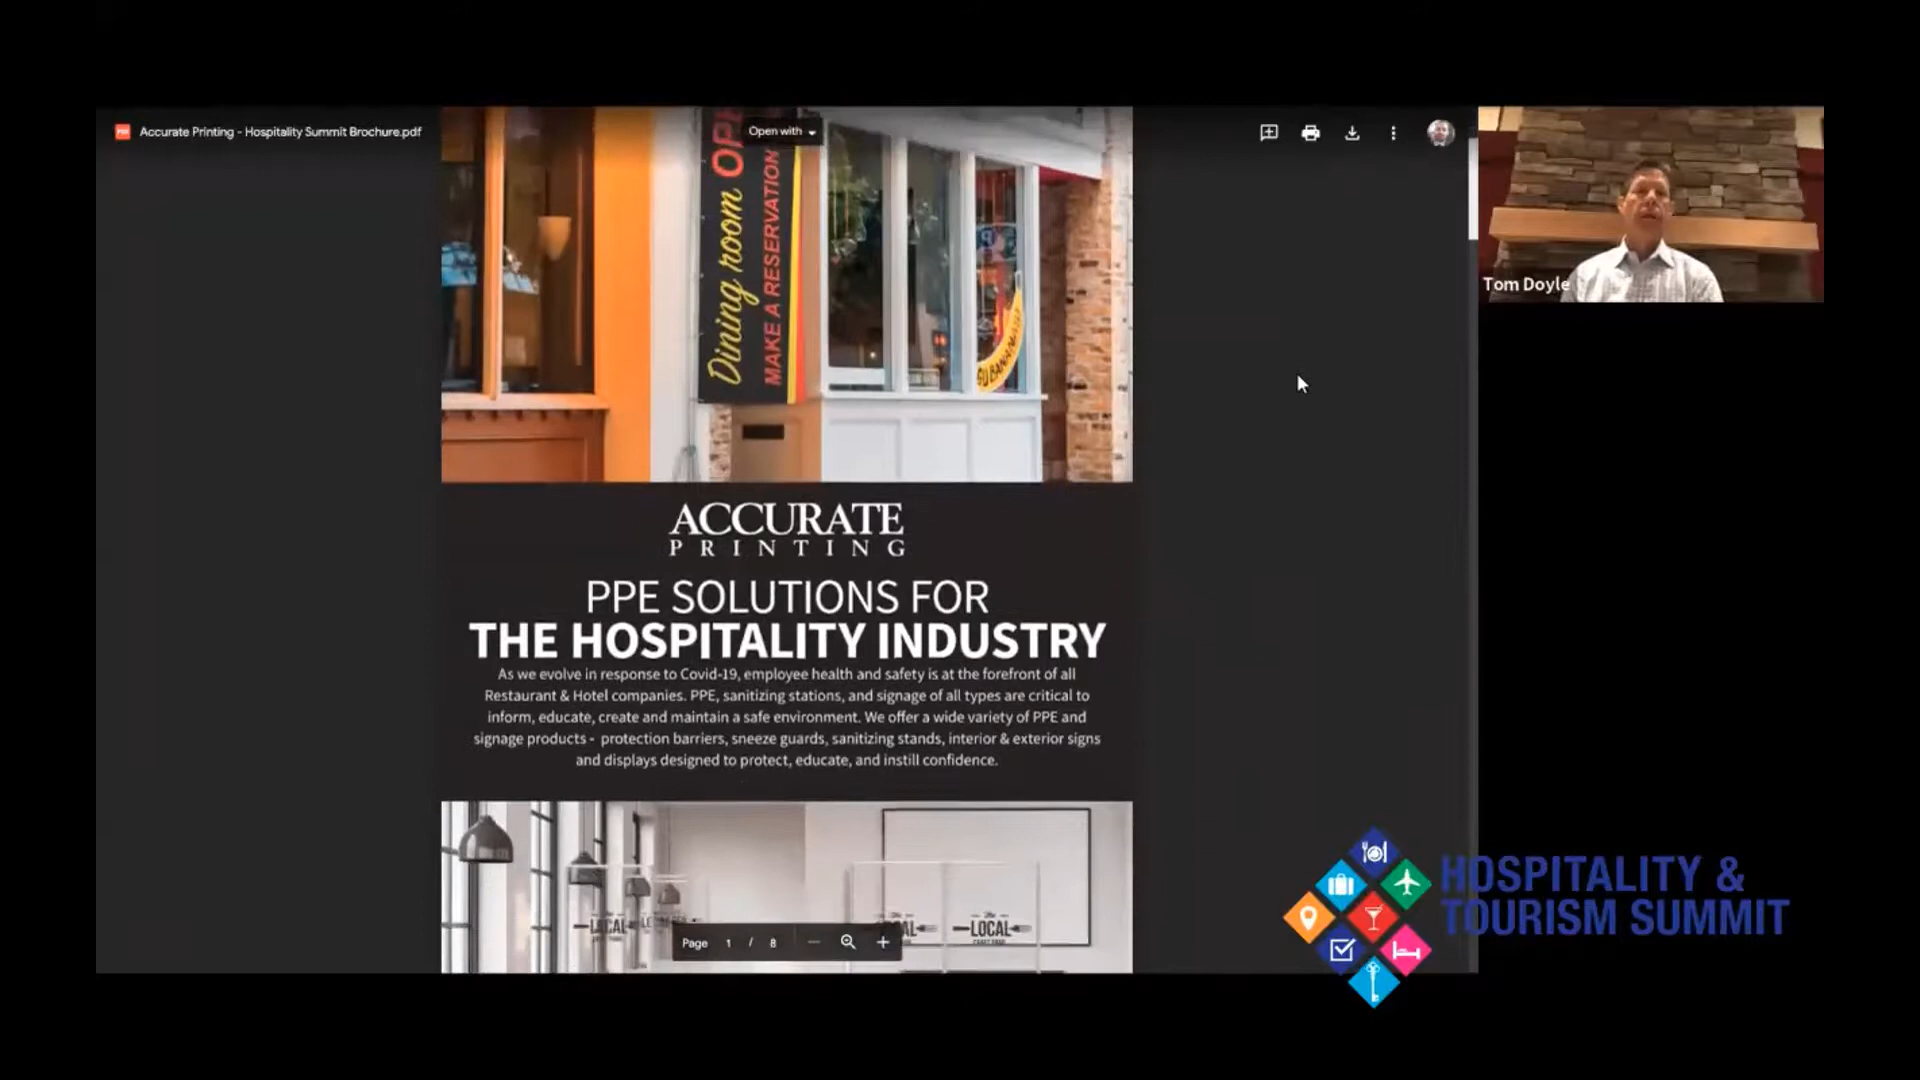 Accurate Printing - Hospitality Summit Brochure.pdf
Open with
Dining room
MAKE A RESERVATION
Tom Doyle
ACCURATE
PRINTING
PPE SOLUTIONS FOR
THE HOSPITALITY INDUSTRY
As we evolve in response to Covid-19, employee health and safety is at the forefront of all
Restaurant & Hotel companies. PPE, sanitizing stations, and signage of all types are critical to
inform, educate, create and maintain a safe environment. We offer a wide variety of PPE and
signage products - protection barriers, sneeze guards, sanitizing stands, interior & exterior signs
and displays designed to protect, educate, and instill confidence.
The
LOCAL
LOCAL
Page 1 / 8
HOSPITALITY &
TOURISM SUMMIT